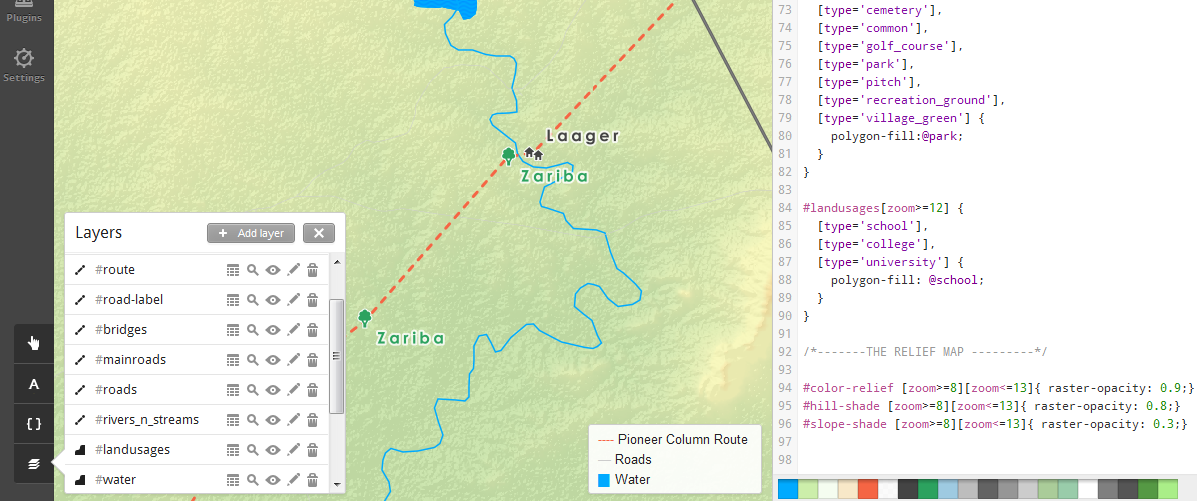 Plugins
Settings
A
{ }
Laager
Zariba
Zariba
Layers
+ Add layer
#route
#road-label
#bridges
#mainroads
#roads
#rivers_n_streams
#landusages
#water
Pioneer Column Route
Roads
Water
73 [type='cemetery'],
74 [type='common'],
75 [type='golf_course'],
76 [type='park'],
77 [type='pitch'],
78 [type='recreation_ground'],
79 [type='village_green'] {
80 polygon-fill:@park;
81 }
82 }
83
84 #landusages[zoom>=12] {
85 [type='school'],
86 [type='college'],
87 [type='university'] {
88 polygon-fill: @school;
89 }
90 }
91
92 /*-------THE RELIEF MAP ---------*/
93
94 #color-relief [zoom>=8][zoom<=13]{ raster-opacity: 0.9;}
95 #hill-shade [zoom>=8][zoom<=13]{ raster-opacity: 0.8;}
96 #slope-shade [zoom>=8][zoom<=13]{ raster-opacity: 0.3;}
97
98